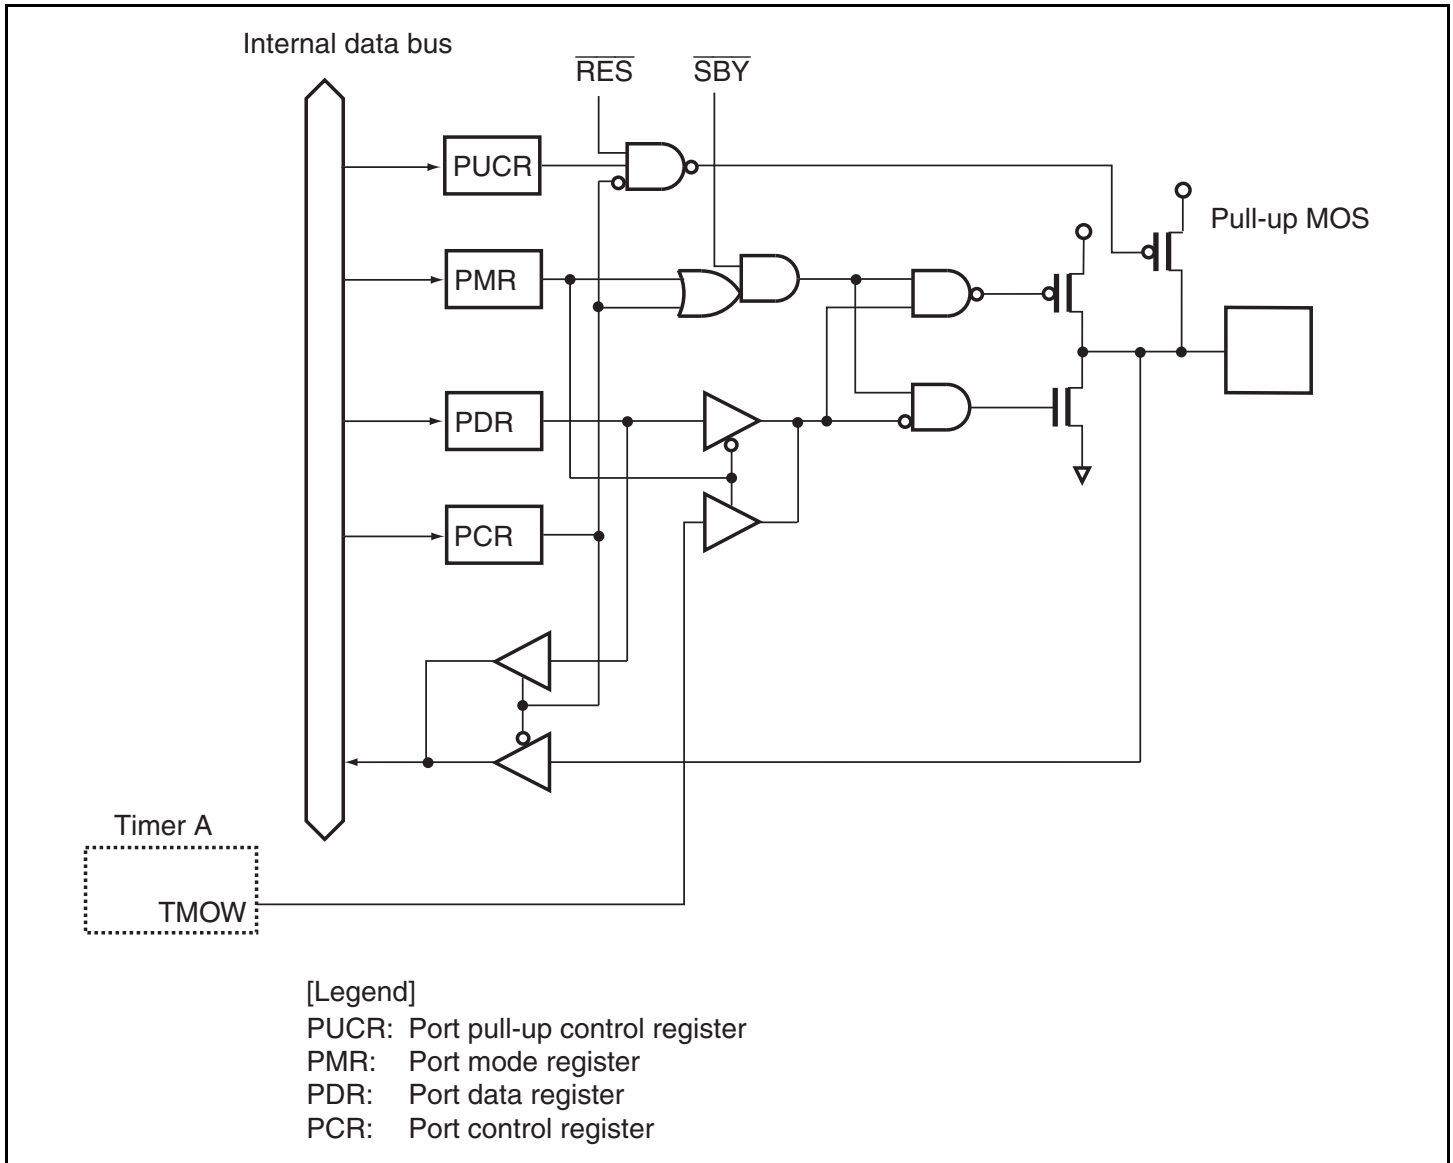 Internal data bus
RES
SBY
PUCR
Pull-up MOS
PMR
PDR
PCR
Timer A
TMOW
[Legend]
PUCR: Port pull-up control register
PMR: Port mode register
PDR: Port data register
PCR: Port control register